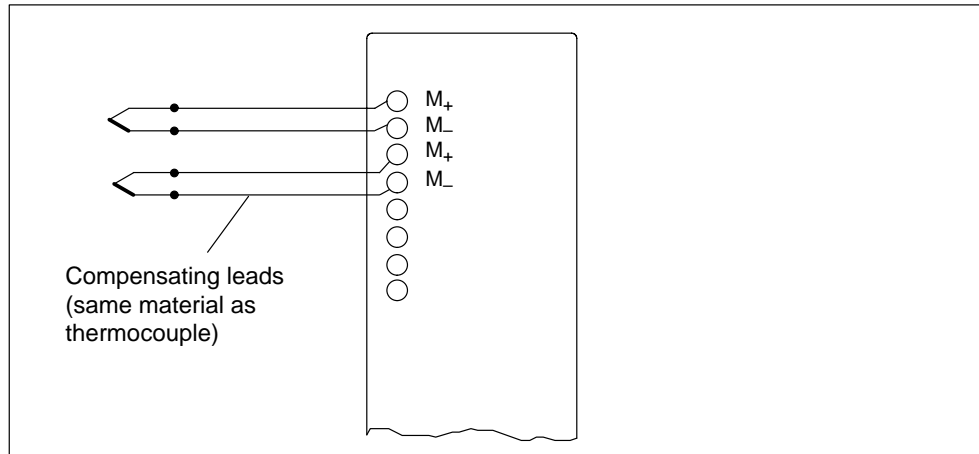 M+
M–
M+
M–
Compensating leads
(same material as
thermocouple)